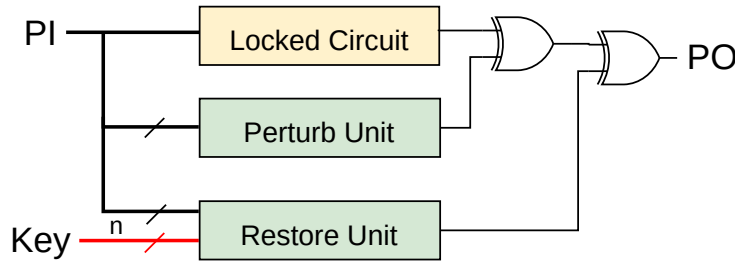 PI
Locked Circuit
PO
Perturb Unit
n
Key
Restore Unit